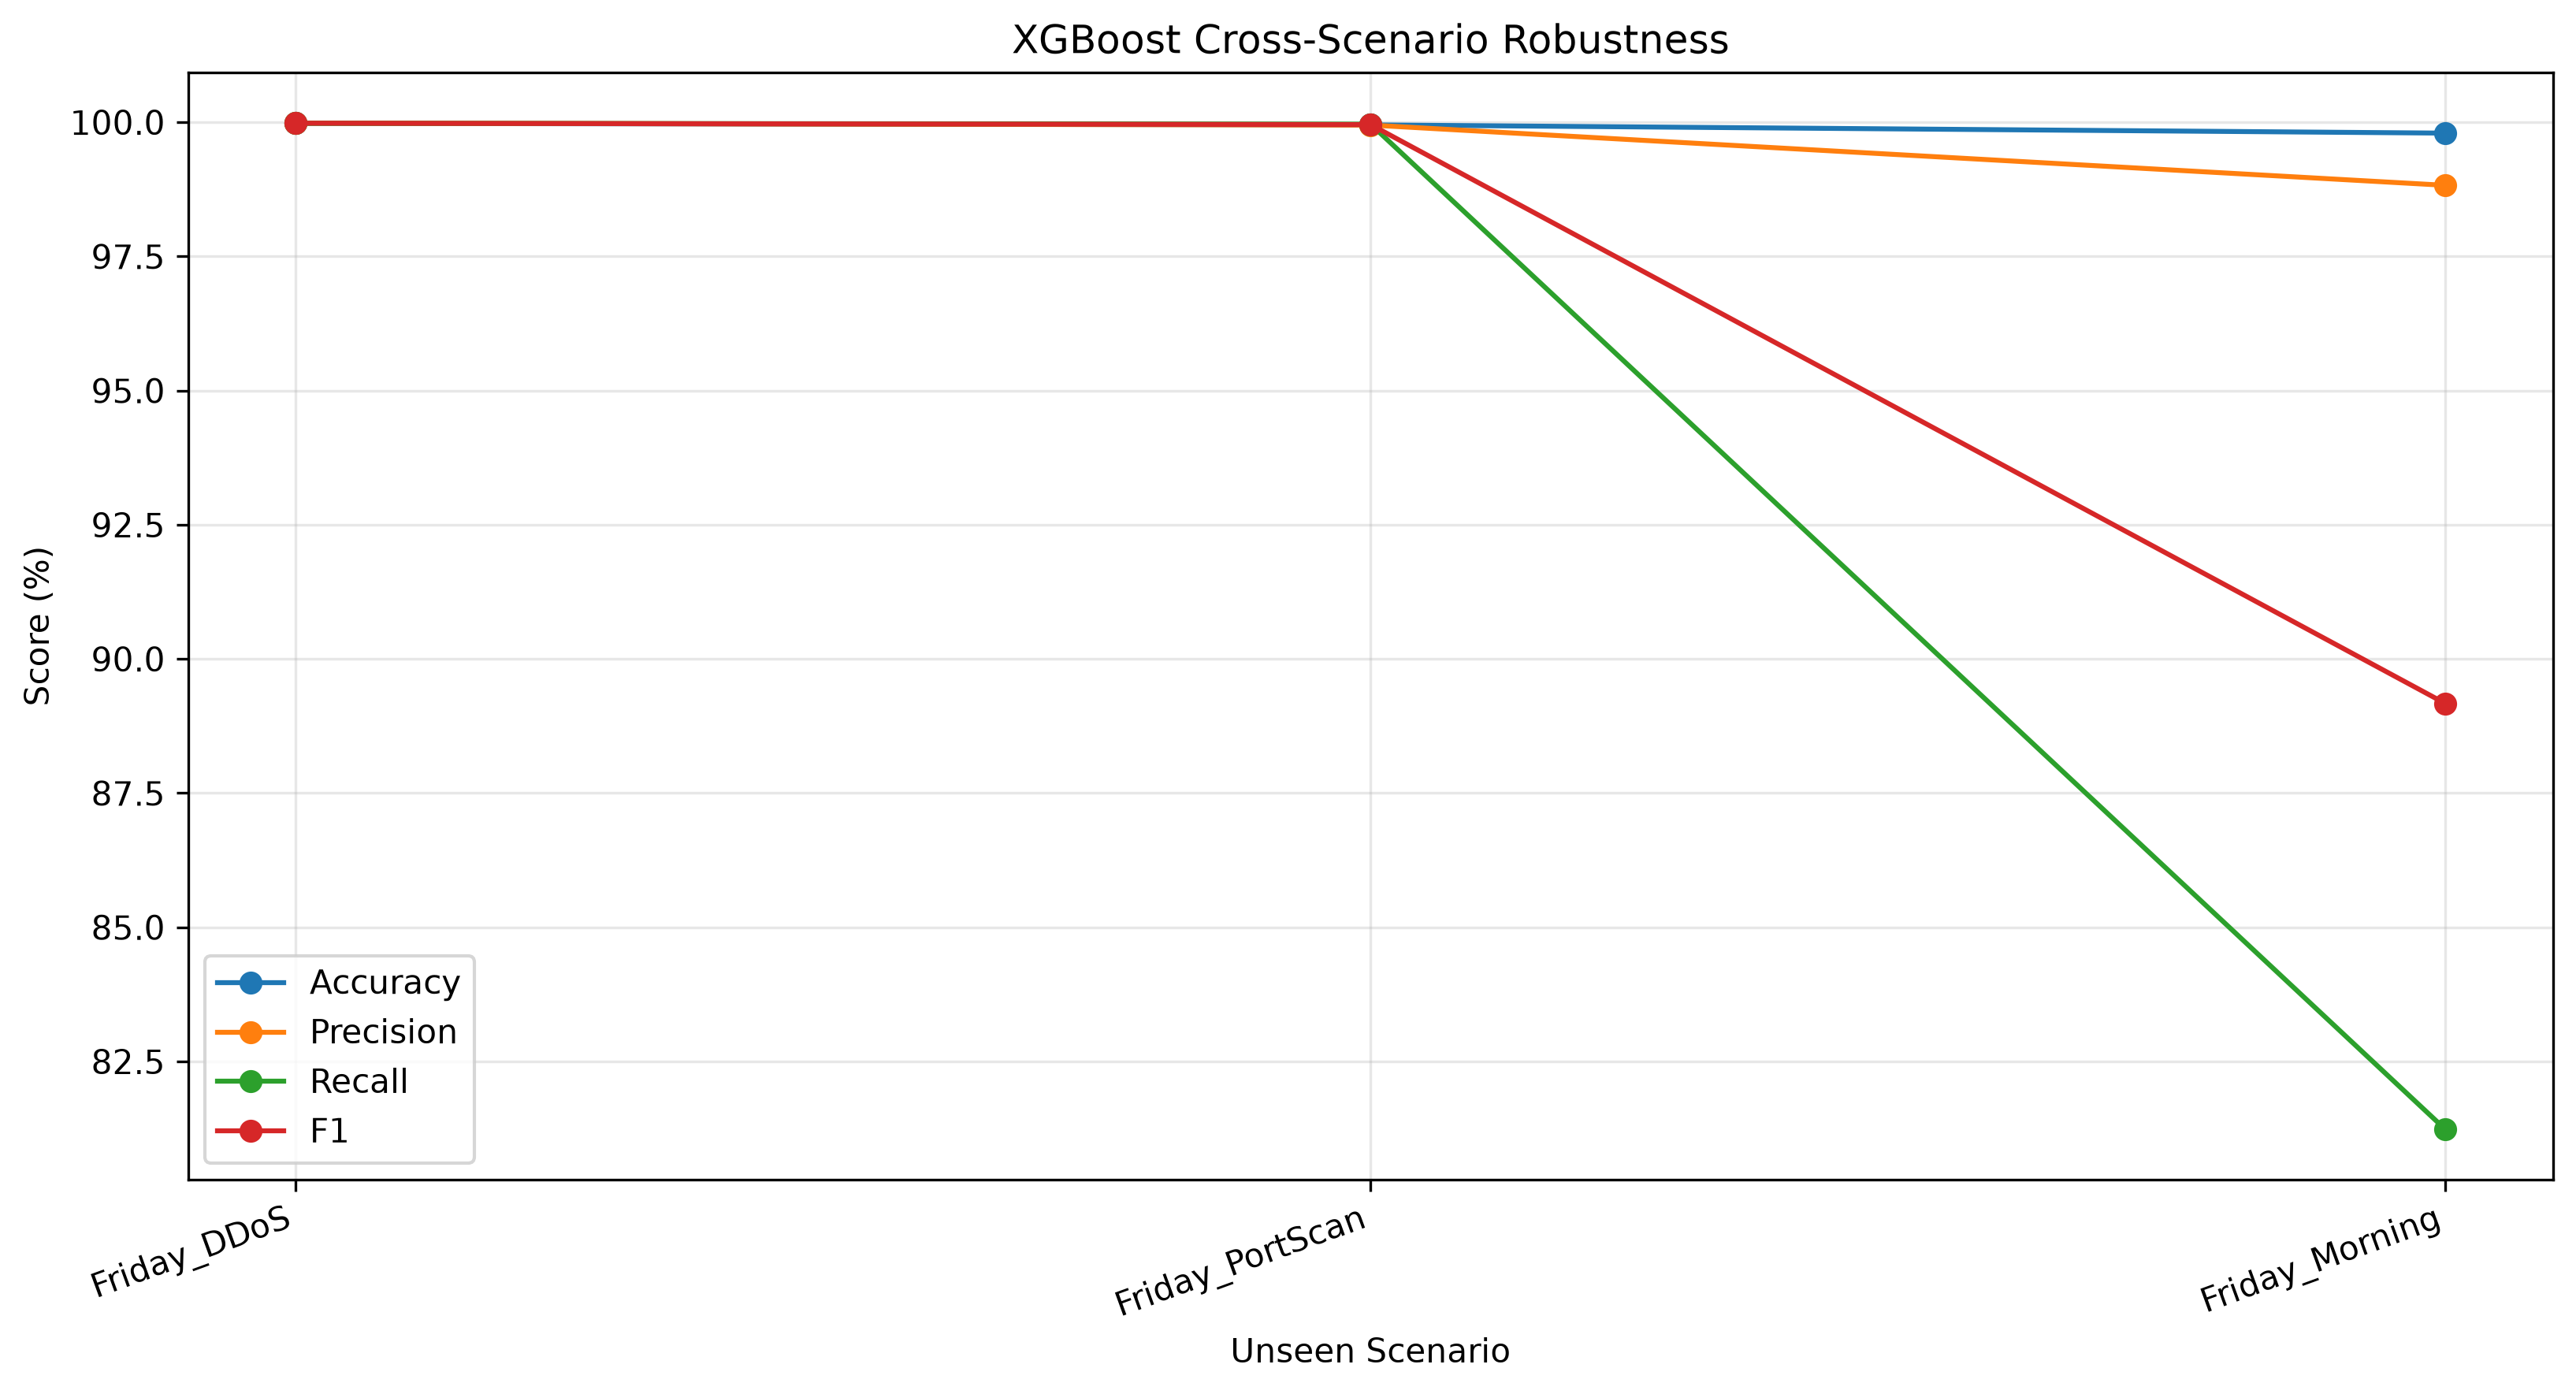 XGBoost Cross-Scenario Robustness
Score (%)
100.0
97.5
95.0
92.5
90.0
87.5
85.0
82.5
Accuracy
Precision
Recall
F1
Friday_DDoS
Friday_PortScan
Friday_Morning
Unseen Scenario